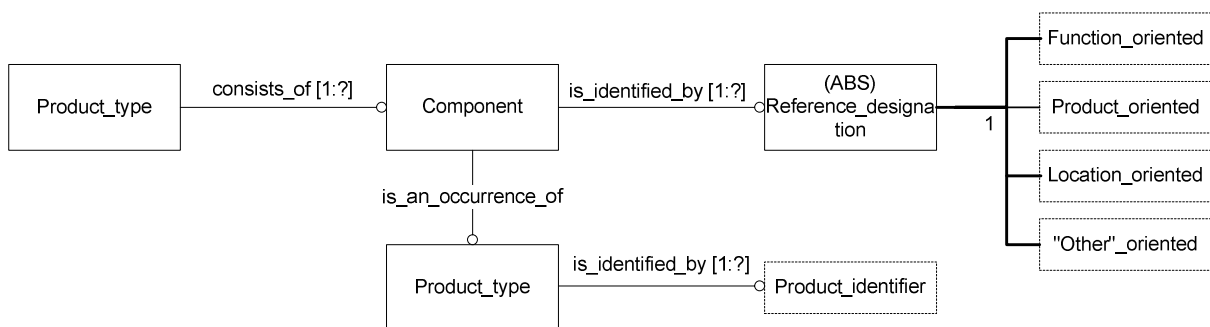 Product_type
consists_of [1:?]
Component
is_identified_by [1:?]
(ABS)
Reference_designa
tion
1
Function_oriented
Product_oriented
Location_oriented
"Other"_oriented
is_an_occurrence_of
Product_type
is_identified_by [1:?]
Product_identifier